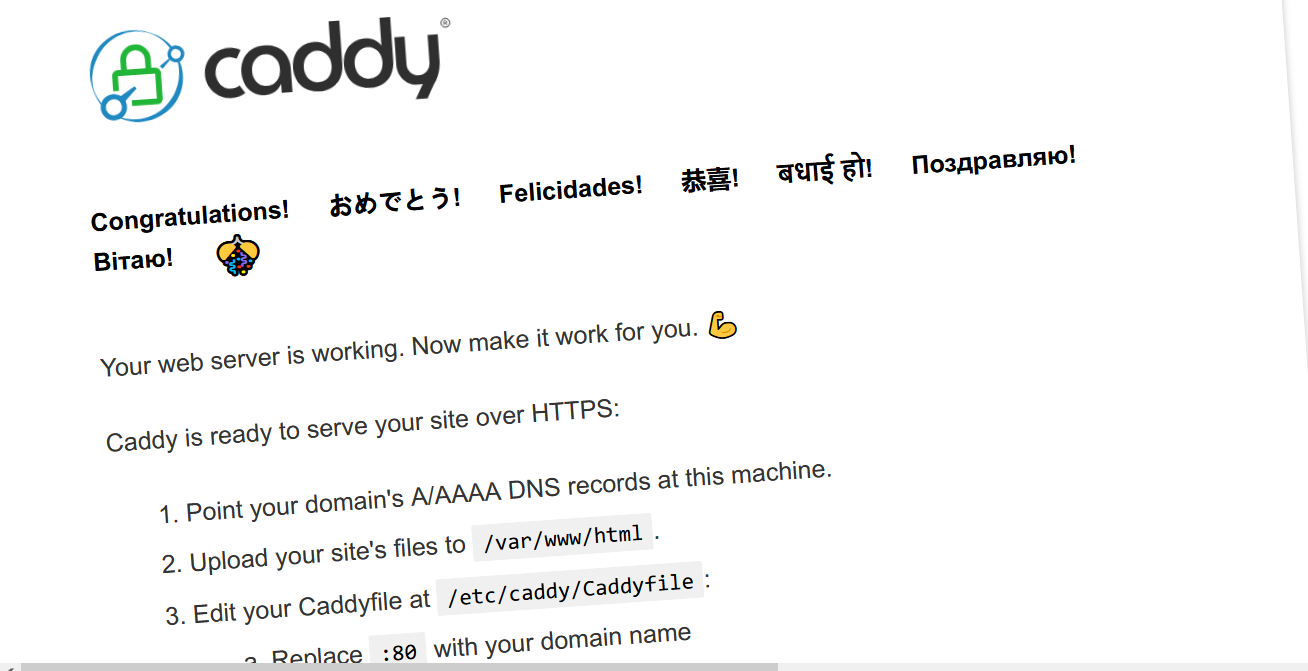 caddy®
Congratulations! おめでとう! Felicidades! 恭喜! बधाई हो! Поздравляю!
Вітаю!
Your web server is working. Now make it work for you. 💪
Caddy is ready to serve your site over HTTPS:
1. Point your domain's A/AAAA DNS records at this machine.
2. Upload your site's files to /var/www/html.
3. Edit your Caddyfile at /etc/caddy/Caddyfile:
a. Replace :80 with your domain name